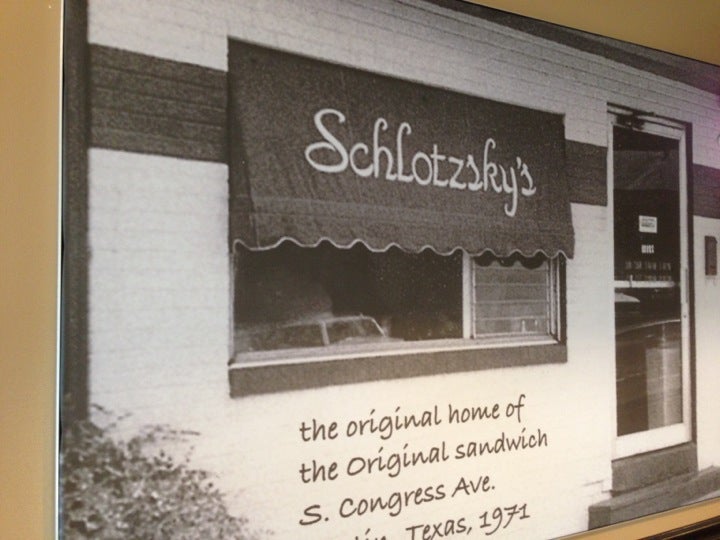 Schlotzsky's
the original home of
the Original sandwich
S. Congress Ave.
Texas, 1971